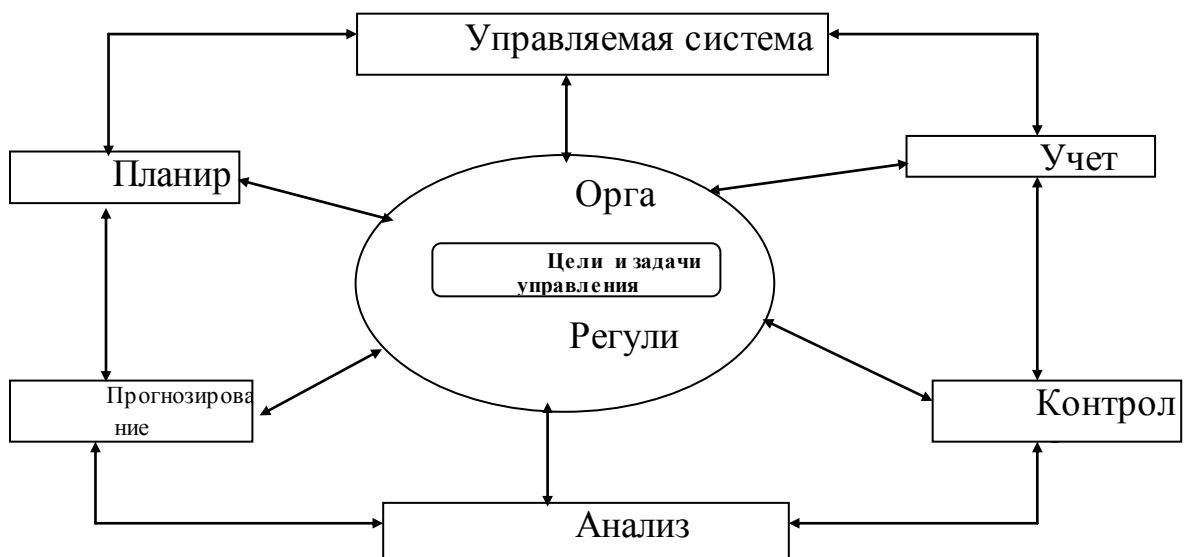 Управляемая система
Планир
Учет
Орга
Цели и задачи
управления
Регули
Прогнозирова
ние
Контрол
Анализ